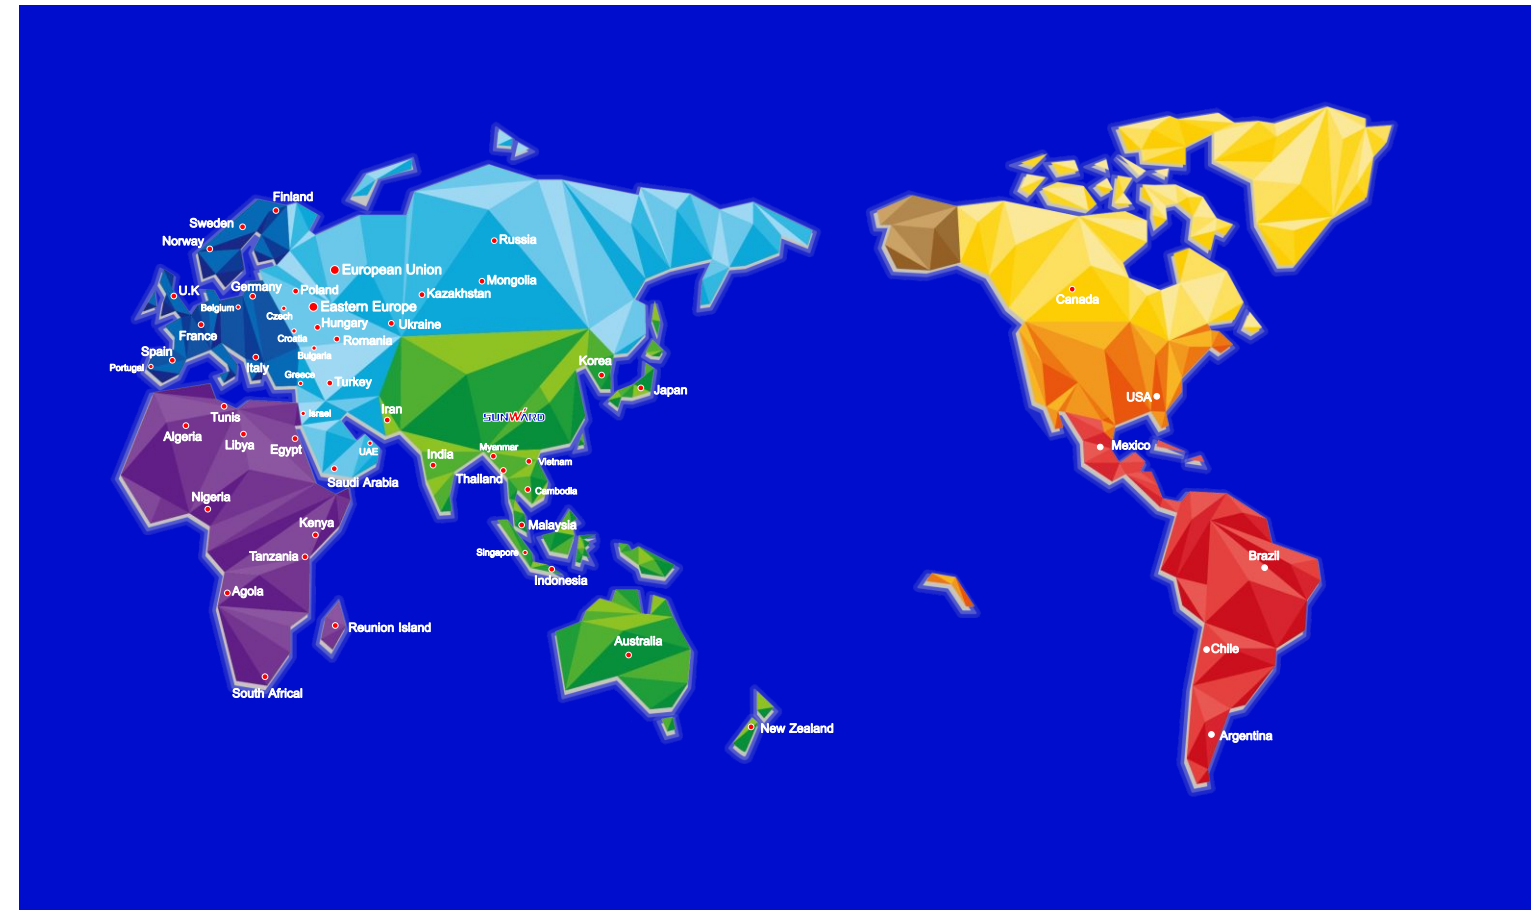 Finland
Sweden
Norway
Russia
European Union
Mongolia
U.K
Germany
Poland
Kazakhstan
Canada
Belgium
Eastern Europe
Czech
Hungary
Ukraine
France
Croatia
Romania
Spain
Bulgaria
Korea
Portugal
Italy
Greece
Turkey
Japan
USA
Iran
Tunis
Israel
SUNWARD
Algeria
Libya
Egypt
UAE
Myanmar
Mexico
India
Vietnam
Saudi Arabia
Thailand
Cambodia
Nigeria
Kenya
Malaysia
Tanzania
Singapore
Brazil
Indonesia
Agola
Reunion Island
Australia
Chile
South Africal
New Zealand
Argentina